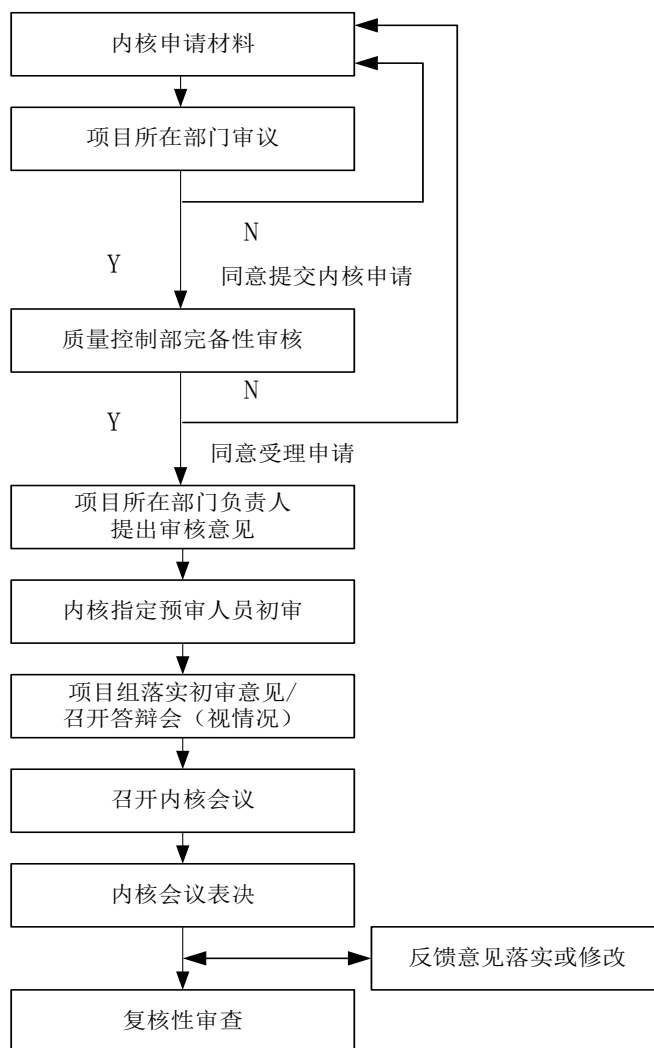 内核申请材料
项目所在部门审议
N
Y
同意提交内核申请
质量控制部完备性审核
N
Y
同意受理申请
项目所在部门负责人
提出审核意见
内核指定预审人员初审
项目组落实初审意见/
召开答辩会（视情况）
召开内核会议
内核会议表决
反馈意见落实或修改
复核性审查